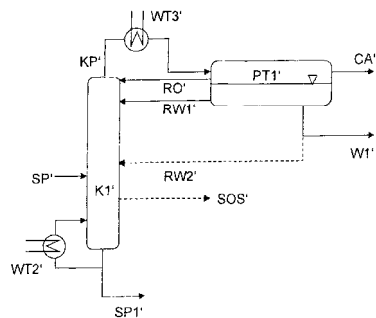 WT3'
KP'
CA'
PT1'
RO'
RW1'
W1'
RW2'
SP'
K1'
SOS'
WT2'
SP1'